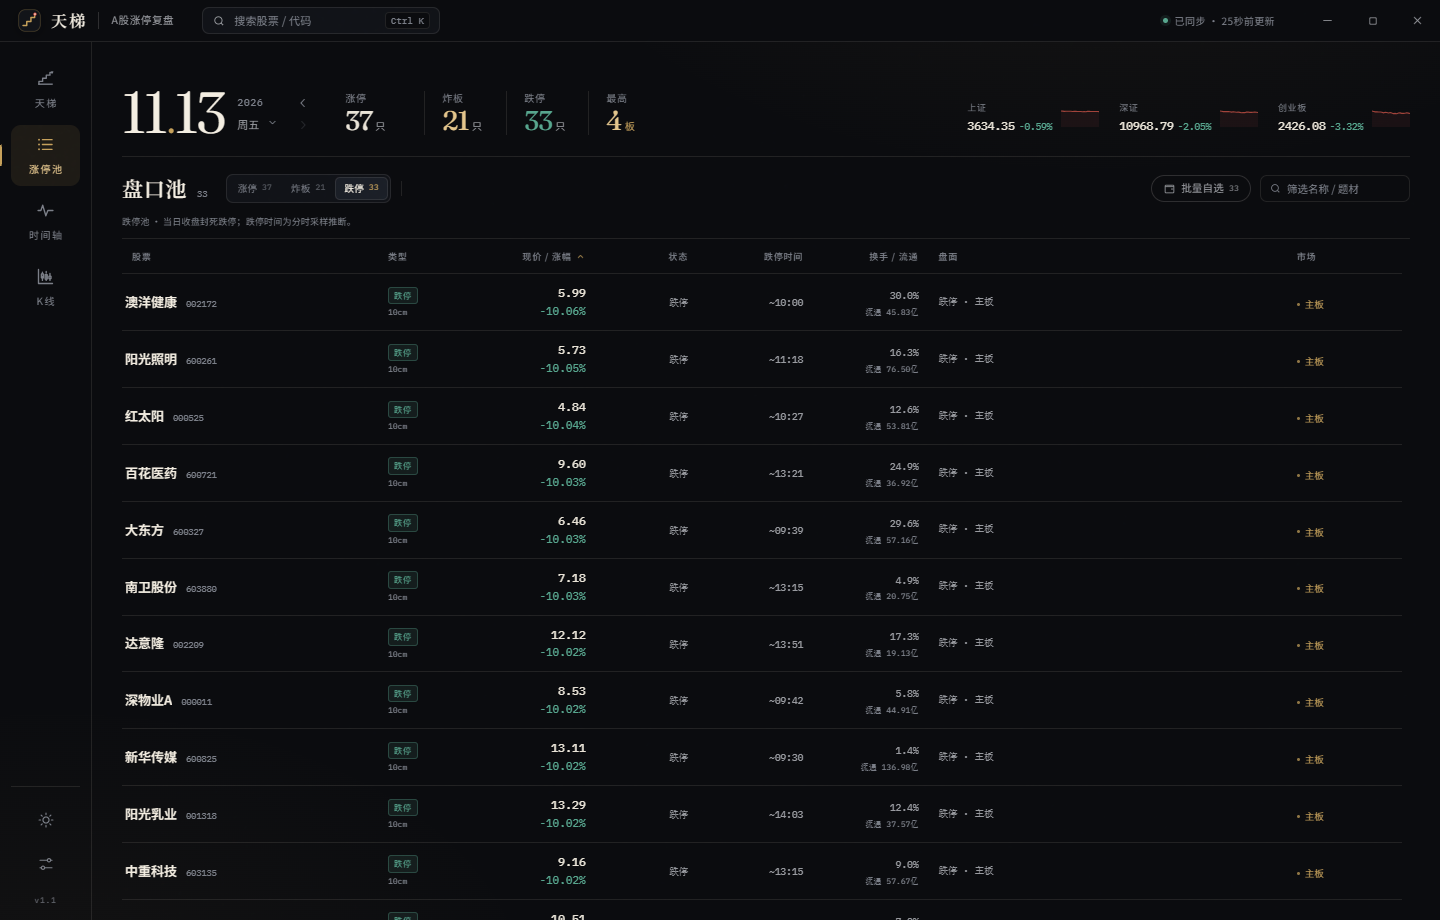 天梯 A股涨停复盘 搜索股票 / 代码 Ctrl K 已同步 · 25秒前更新
天梯
涨停池
时间轴
K线
v1.1
11.13 2026 周五
涨停 37只
炸板 21只
跌停 33只
最高 4板
上证 3634.35 -0.59%
深证 10968.79 -2.05%
创业板 2426.08 -3.32%
盘口池 33 涨停 37 炸板 21 跌停 33 批量自选 33 筛选名称 / 题材
跌停池 · 当日收盘封死跌停；跌停时间为分时采样推断。
股票 类型 现价 / 涨幅 状态 跌停时间 换手 / 流通 盘面 市场
澳洋健康 002172 跌停 10cm 5.99 -10.06% 跌停 ~10:00 30.0% 流通 45.83亿 跌停 · 主板 主板
阳光照明 600261 跌停 10cm 5.73 -10.05% 跌停 ~11:18 16.3% 流通 76.50亿 跌停 · 主板 主板
红太阳 000525 跌停 10cm 4.84 -10.04% 跌停 ~10:27 12.6% 流通 53.81亿 跌停 · 主板 主板
百花医药 600721 跌停 10cm 9.60 -10.03% 跌停 ~13:21 24.9% 流通 36.92亿 跌停 · 主板 主板
大东方 600327 跌停 10cm 6.46 -10.03% 跌停 ~09:39 29.6% 流通 57.16亿 跌停 · 主板 主板
南卫股份 603880 跌停 10cm 7.18 -10.03% 跌停 ~13:15 4.9% 流通 20.75亿 跌停 · 主板 主板
达意隆 002209 跌停 10cm 12.12 -10.02% 跌停 ~13:51 17.3% 流通 19.13亿 跌停 · 主板 主板
深物业A 000011 跌停 10cm 8.53 -10.02% 跌停 ~09:42 5.8% 流通 44.91亿 跌停 · 主板 主板
新华传媒 600825 跌停 10cm 13.11 -10.02% 跌停 ~09:30 1.4% 流通 136.98亿 跌停 · 主板 主板
阳光乳业 001318 跌停 10cm 13.29 -10.02% 跌停 ~14:03 12.4% 流通 37.57亿 跌停 · 主板 主板
中重科技 603135 跌停 10cm 9.16 -10.02% 跌停 ~13:15 9.0% 流通 57.67亿 跌停 · 主板 主板